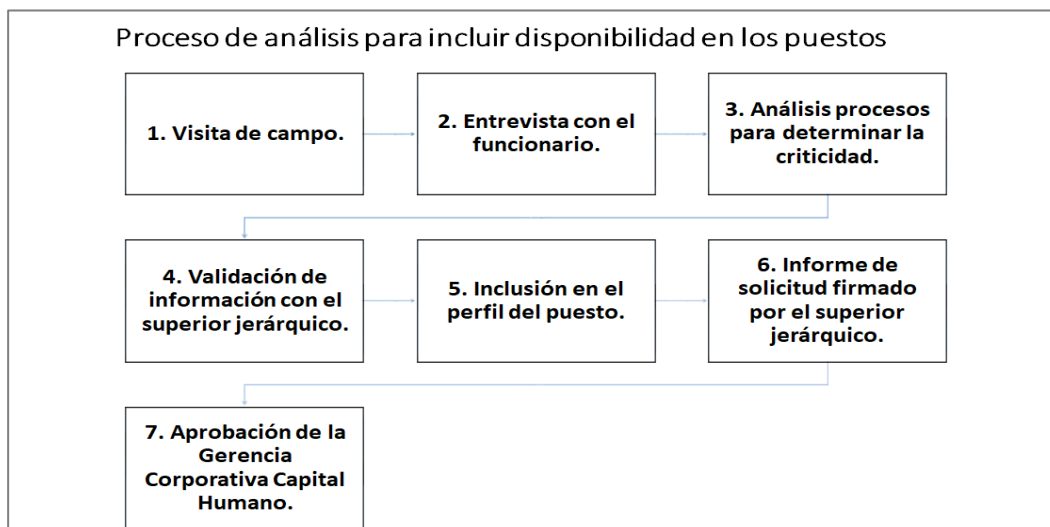 Proceso de análisis para incluir disponibilidad en los puestos
1. Visita de campo.
2. Entrevista con el
funcionario.
3. Análisis procesos
para determinar la
criticidad.
4. Validación de
información con el
superior jerárquico.
5. Inclusión en el
perfil del puesto.
6. Informe de
solicitud firmado
por el superior
jerárquico.
7. Aprobación de la
Gerencia
Corporativa Capital
Humano.